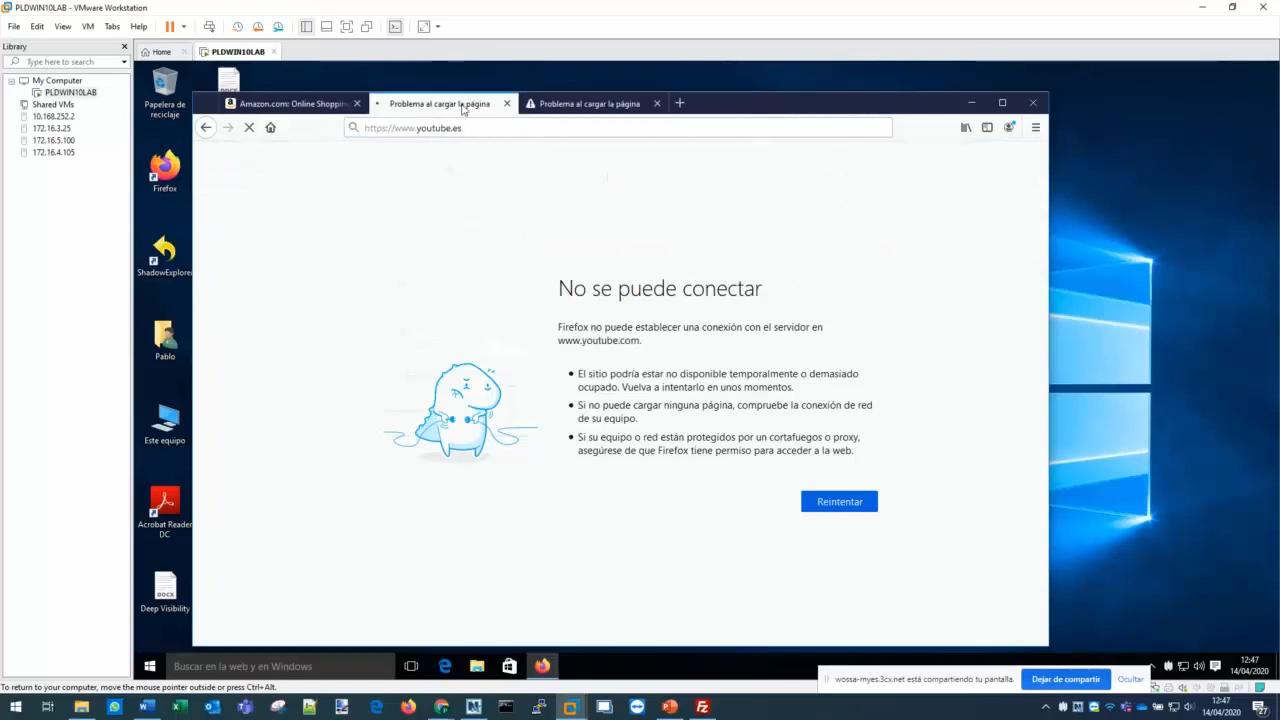 PLDWIN10LAB - VMware Workstation
File Edit View VM Tabs Help
Library
Type here to search
My Computer
PLDWIN10LAB
Shared VMs
10.168.252.2
172.16.3.25
172.16.5.100
172.16.4.105
Home
PLDWIN10LAB
Papelera de
reciclaje
Firefox
ShadowExplorer
Pablo
Este equipo
Acrobat Reader
DC
Deep Visibility
Amazon.com: Online Shopping
Problema al cargar la página
Problema al cargar la página
https://www.youtube.es
No se puede conectar
Firefox no puede establecer una conexión con el servidor en
www.youtube.com.
El sitio podría estar no disponible temporalmente o demasiado
ocupado. Vuelva a intentarlo en unos momentos.
Si no puede cargar ninguna página, compruebe la conexión de red
de su equipo.
Si su equipo o red están protegidos por un cortafuegos o proxy,
asegúrese de que Firefox tiene permiso para acceder a la web.
Reintentar
DOCX
DOCX
Buscar en la web y en Windows
12:47
14/04/2020
wossa-myes.3cx.net está compartiendo tu pantalla.
Dejar de compartir
Ocultar
To return to your computer, move the mouse pointer outside or press Ctrl+Alt.
12:47
14/04/2020
27